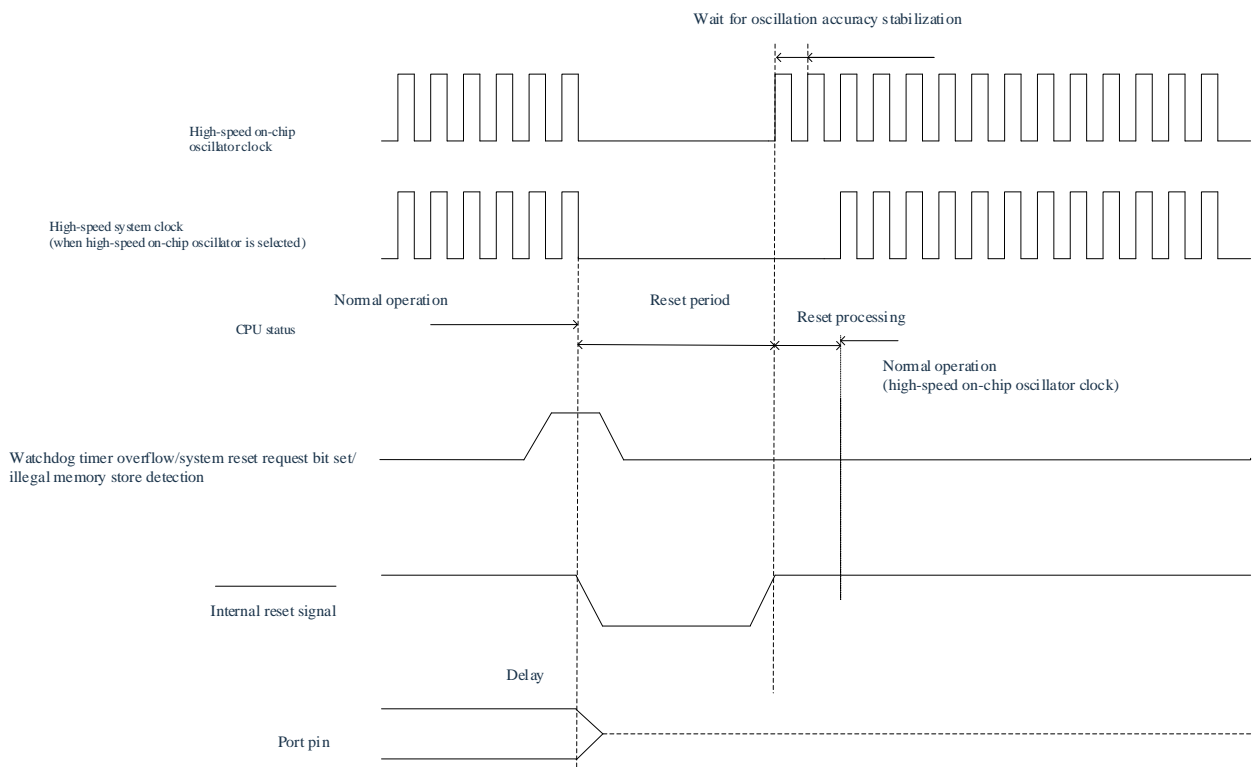 Wait for oscillation accuracy stabilization
High-speed on-chip
oscillator clock
High-speed system clock
(when high-speed on-chip oscillator is selected)
Normal operation
Reset period
Reset processing
CPU status
Normal operation
(high-speed on-chip oscillator clock)
Watchdog timer overflow/system reset request bit set/
illegal memory store detection
Internal reset signal
Delay
Port pin